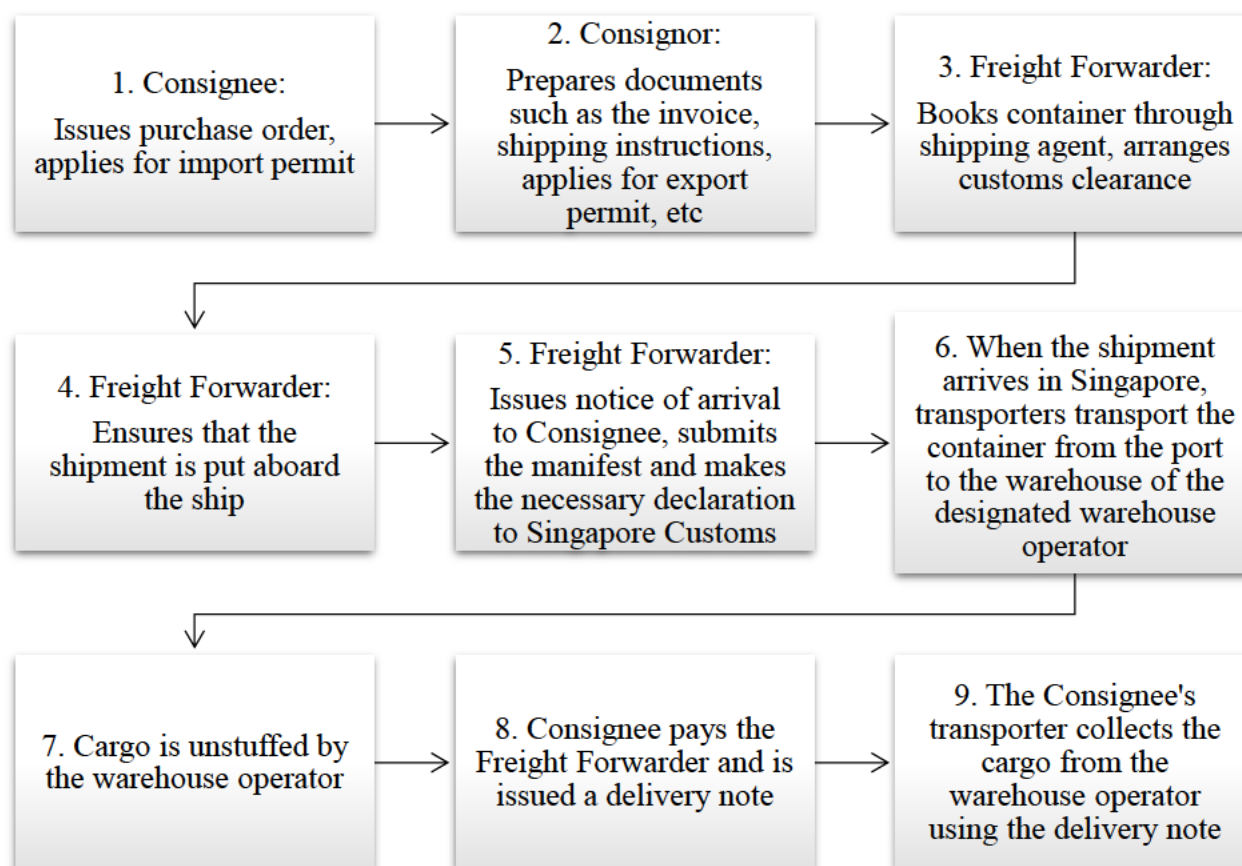 1. Consignee:
Issues purchase order,
applies for import permit
2. Consignor:
Prepares documents
such as the invoice,
shipping instructions,
applies for export
permit, etc
3. Freight Forwarder:
Books container through
shipping agent, arranges
customs clearance
4. Freight Forwarder:
Ensures that the
shipment is put aboard
the ship
5. Freight Forwarder:
Issues notice of arrival
to Consignee, submits
the manifest and makes
the necessary declaration
to Singapore Customs
6. When the shipment
arrives in Singapore,
transporters transport the
container from the port
to the warehouse of the
designated warehouse
operator
7. Cargo is unstuffed by
the warehouse operator
8. Consignee pays the
Freight Forwarder and is
issued a delivery note
9. The Consignee's
transporter collects the
cargo from the
warehouse operator
using the delivery note